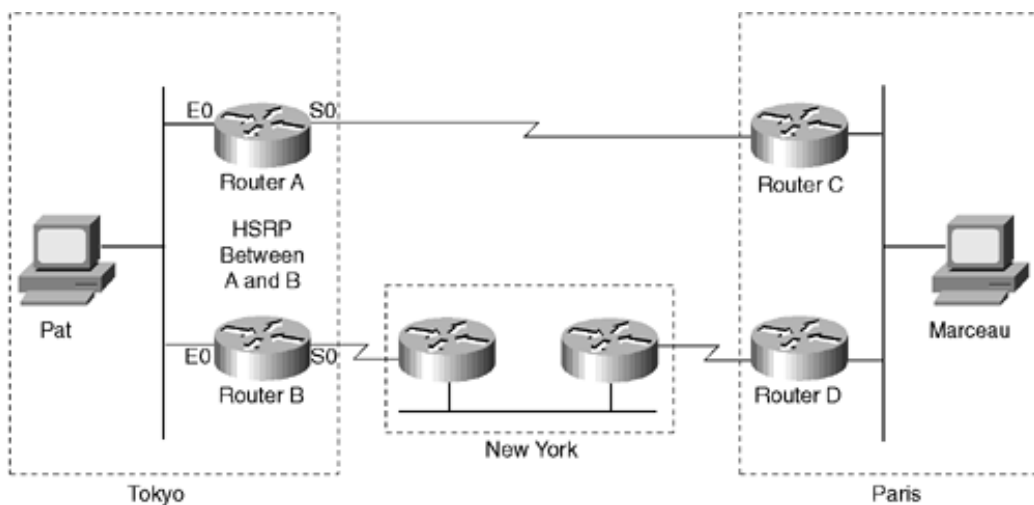 E0
S0
Router A
Router C
HSRP
Between
A and B
Pat
Marceau
E0
S0
Router B
Router D
New York
Tokyo
Paris